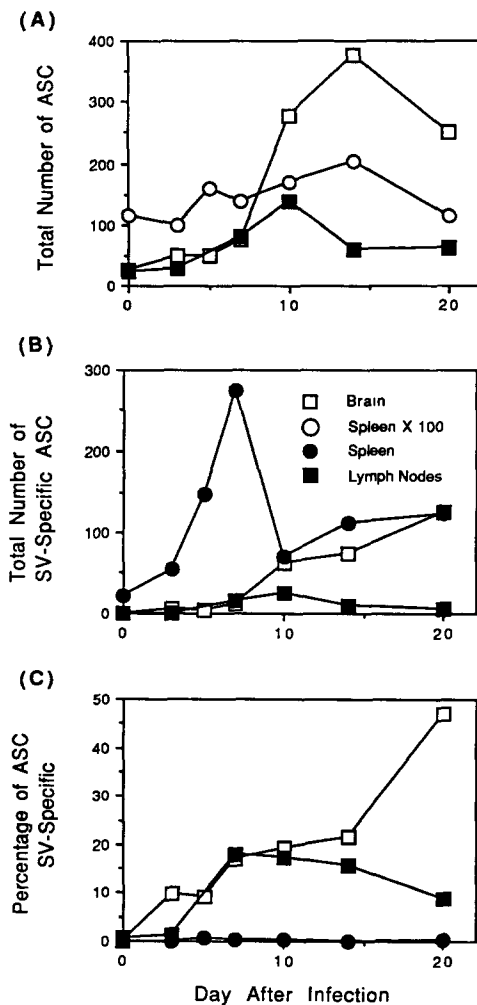 (A)
Total Number of ASC
400
300
200
100
0
0
10
20
(B)
Total Number of
SV-Specific ASC
300
200
100
0
Brain
Spleen X 100
Spleen
Lymph Nodes
0
10
20
(C)
Percentage of ASC
SV-Specific
50
40
30
20
10
0
0
10
20
Day After Infection